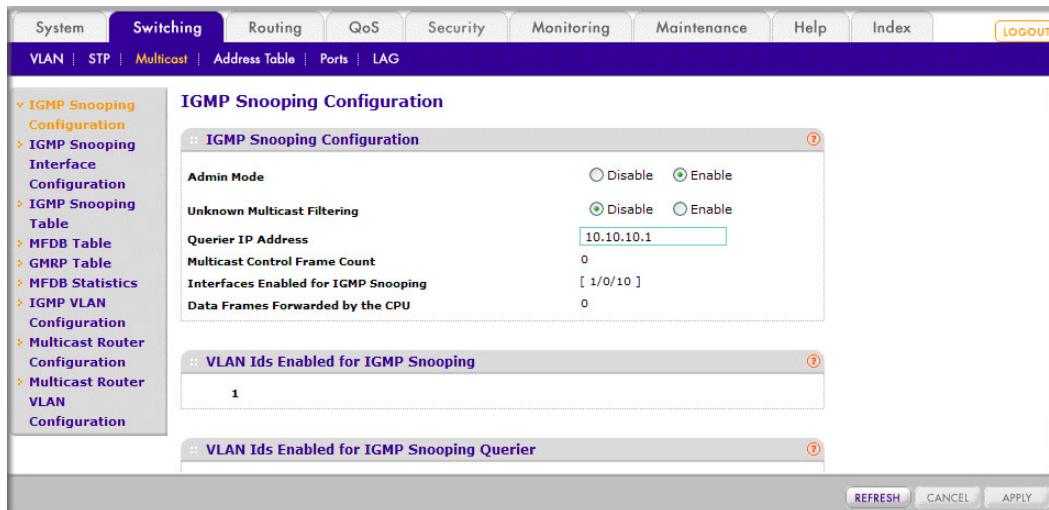 System Switching Routing QoS Security Monitoring Maintenance Help Index LOGOUT
VLAN | STP | Multicast | Address Table | Ports | LAG
IGMP Snooping
Configuration
IGMP Snooping
Interface
Configuration
IGMP Snooping
Table
MFDB Table
GMRP Table
MFDB Statistics
IGMP VLAN
Configuration
Multicast Router
Configuration
Multicast Router
VLAN
Configuration
IGMP Snooping Configuration
:: IGMP Snooping Configuration ?
Admin Mode Disable Enable
Unknown Multicast Filtering Disable Enable
Querier IP Address 10.10.10.1
Multicast Control Frame Count 0
Interfaces Enabled for IGMP Snooping [ 1/0/10 ]
Data Frames Forwarded by the CPU 0
:: VLAN Ids Enabled for IGMP Snooping ?
1
:: VLAN Ids Enabled for IGMP Snooping Querier ?
REFRESH CANCEL APPLY